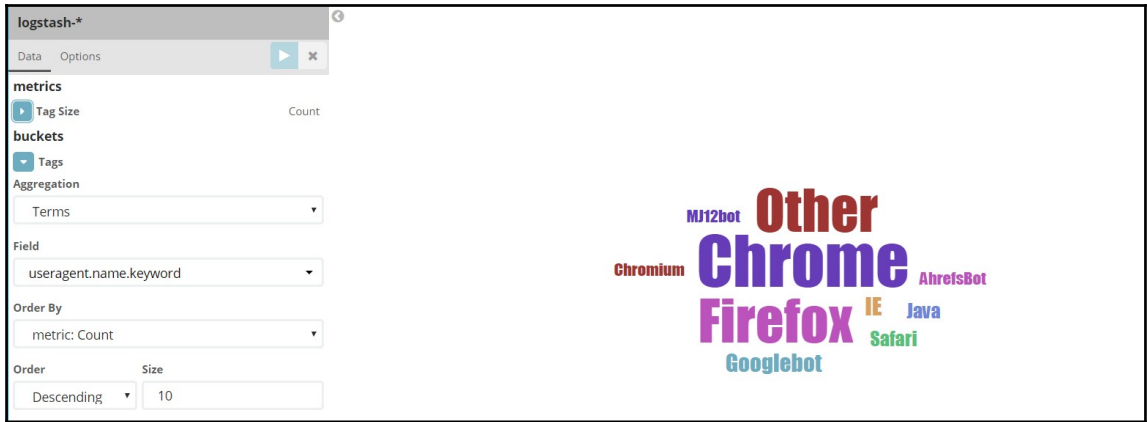 logstash-*
Data Options
metrics
Tag Size Count
buckets
Tags
Aggregation
Terms
Field
useragent.name.keyword
Order By
metric: Count
Order Size
Descending 10
Other
MJ12bot
Chrome
Chromium
AhrefsBot
Firefox
IE
Java
Safari
Googlebot